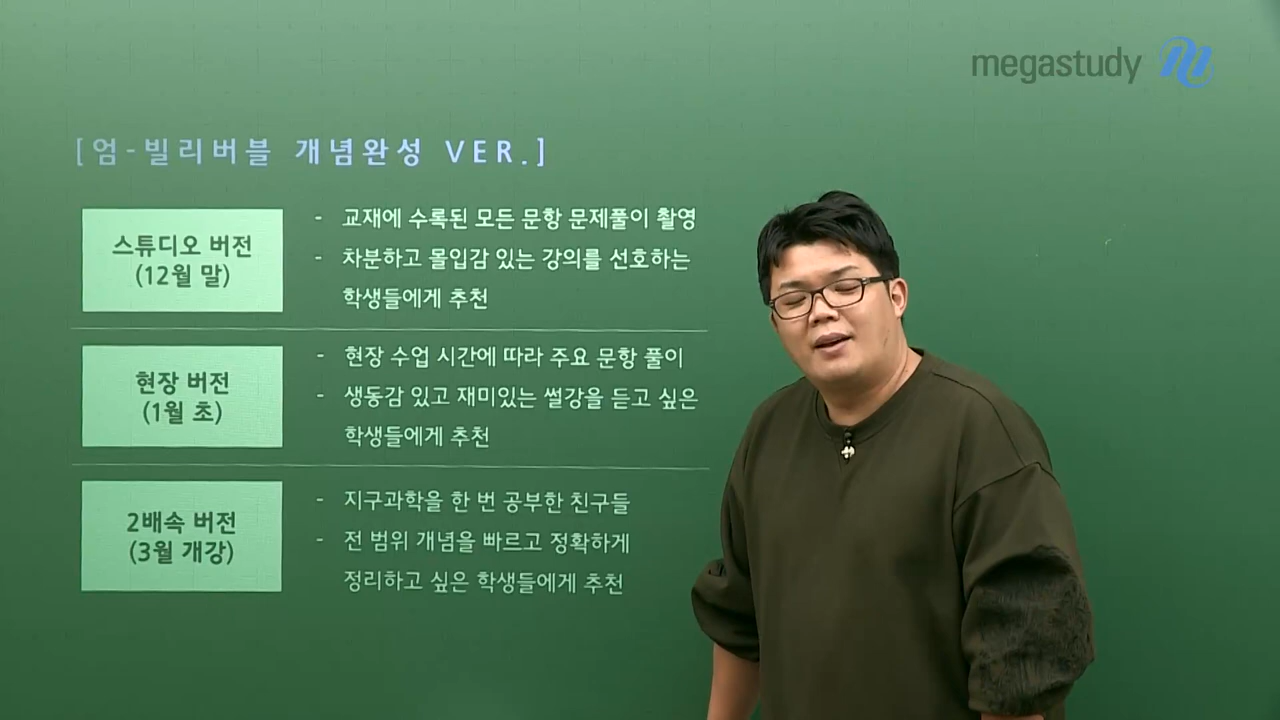 megastudy
[엄-빌리버블 개념완성 VER.]
스튜디오 버전
(12월 말)
- 교재에 수록된 모든 문항 문제풀이 촬영
- 차분하고 몰입감 있는 강의를 선호하는
학생들에게 추천
현장 버전
(1월 초)
- 현장 수업 시간에 따라 주요 문항 풀이
- 생동감 있고 재미있는 썰강을 듣고 싶은
학생들에게 추천
2배속 버전
(3월 개강)
- 지구과학을 한 번 공부한 친구들
- 전 범위 개념을 빠르고 정확하게
정리하고 싶은 학생들에게 추천